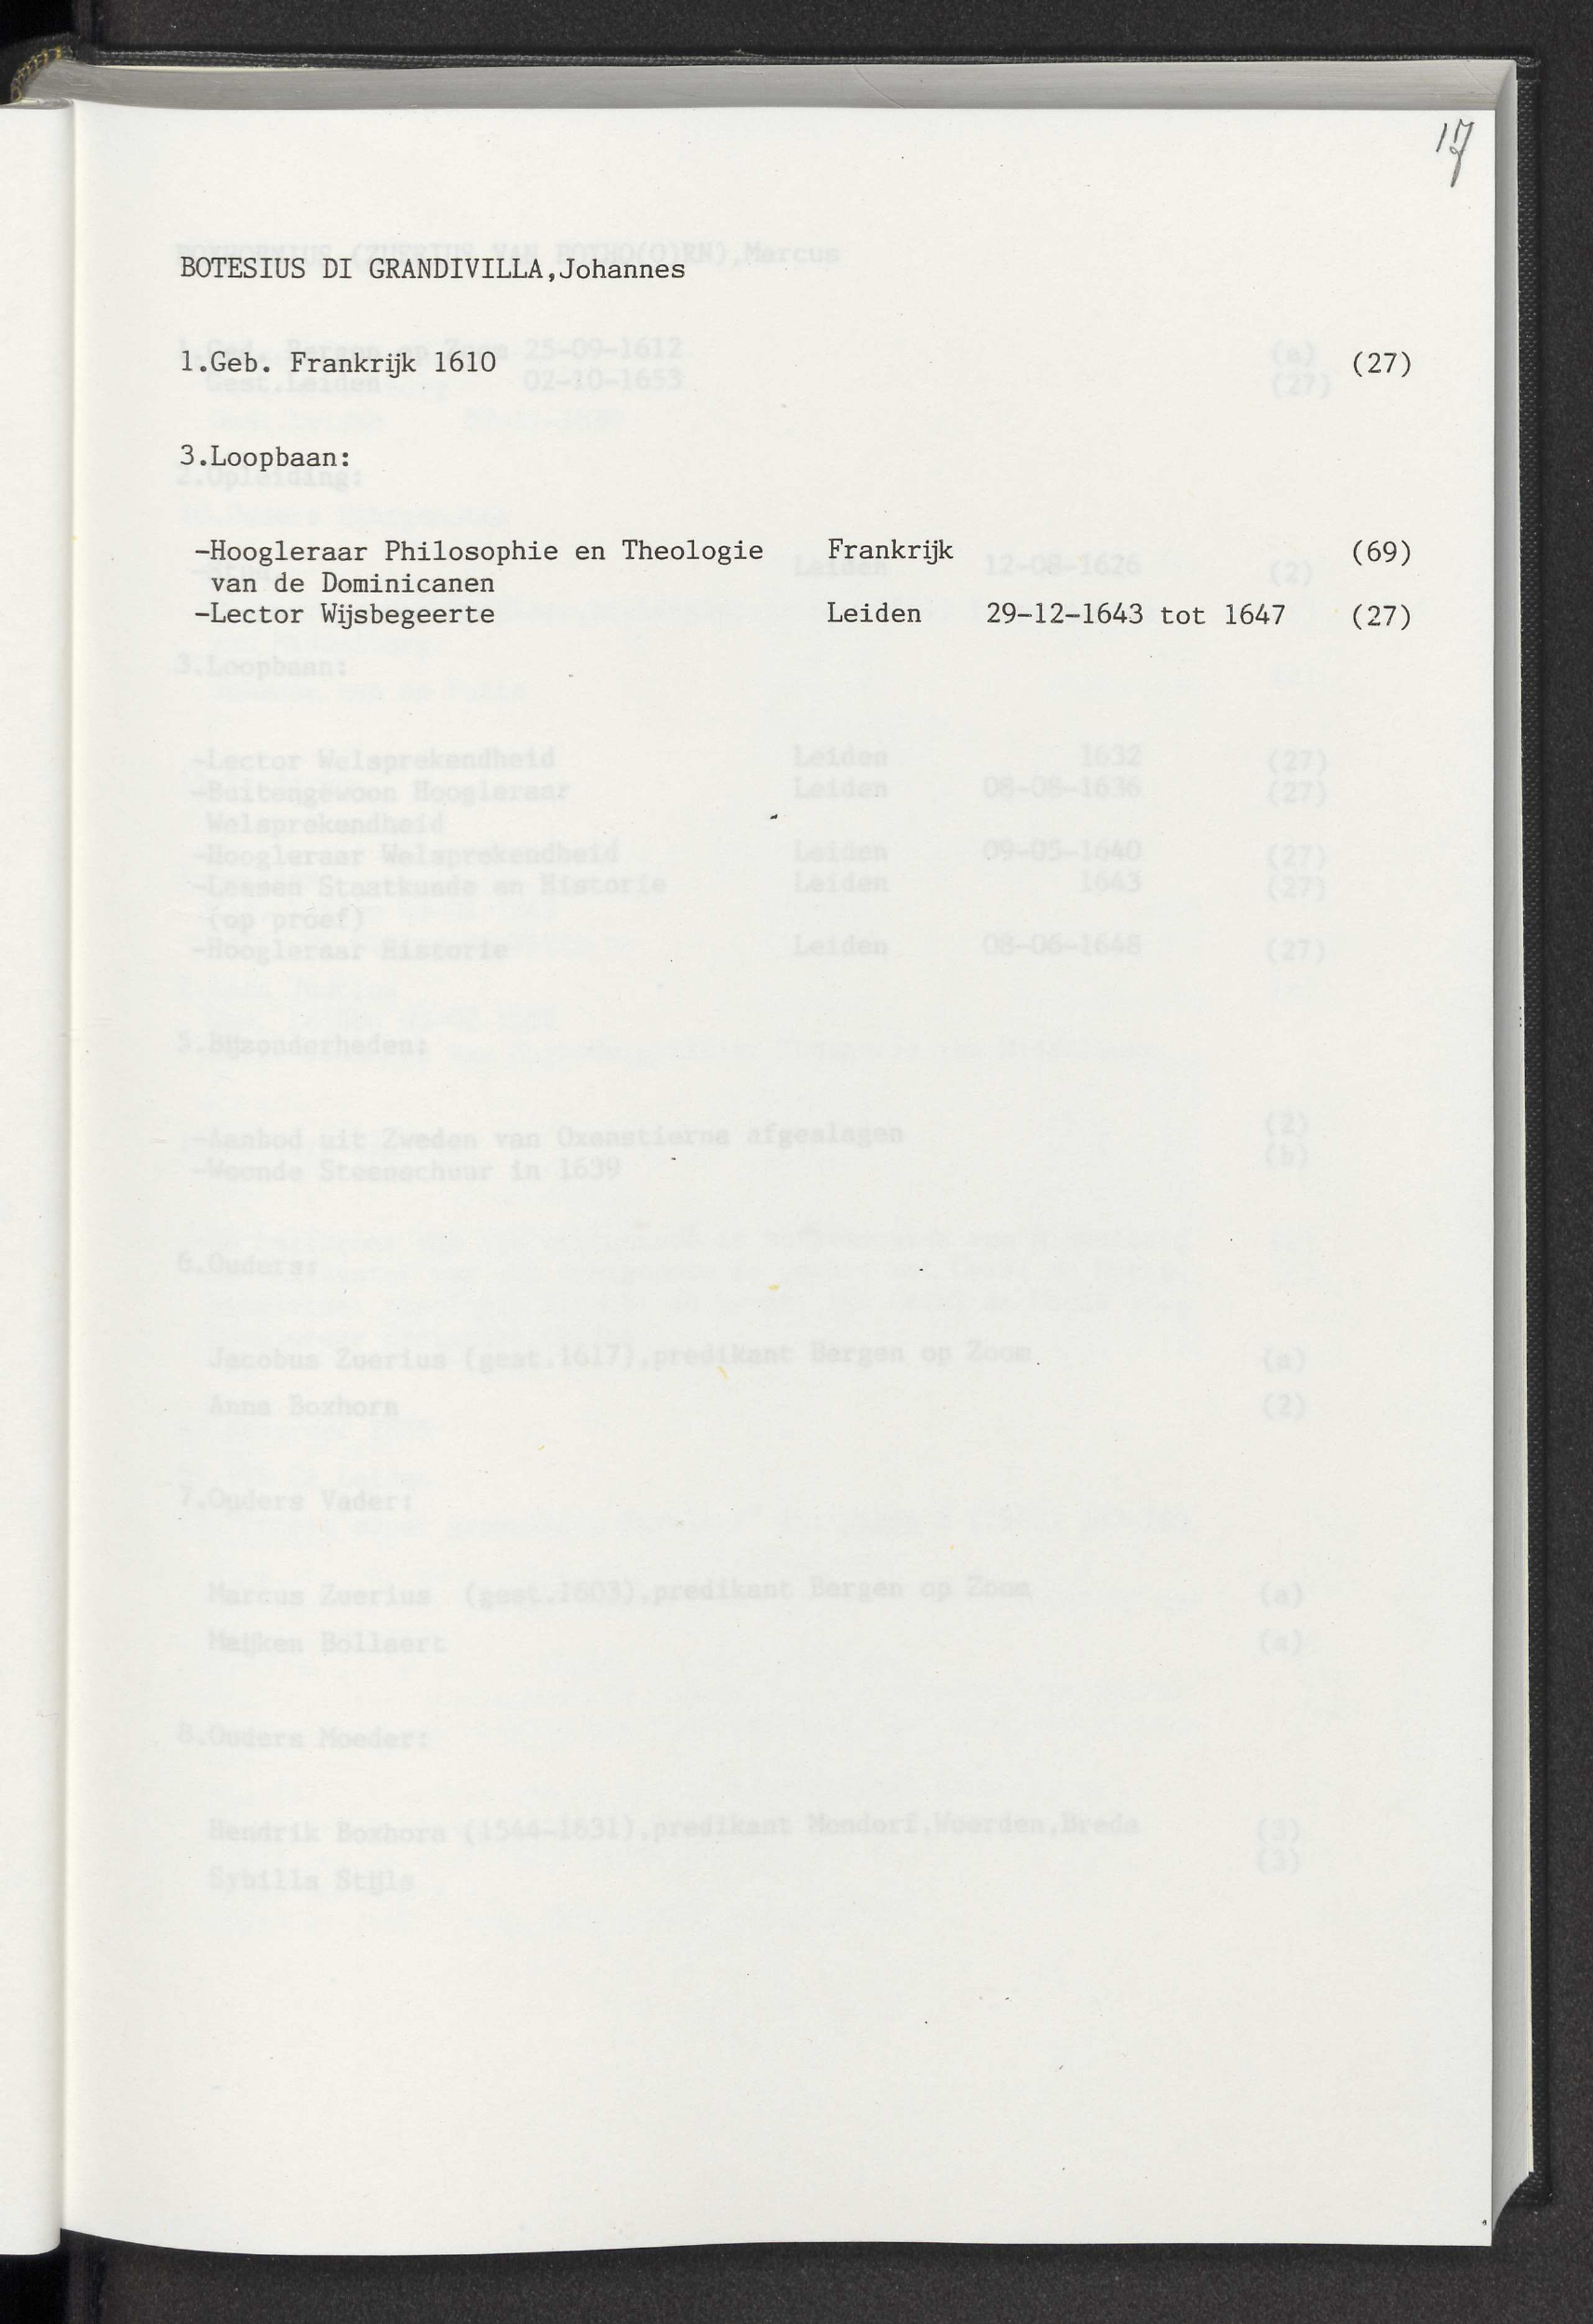 17
BOTESIUS DI GRANDIVILLA,Johannes
1.Geb. Frankrijk 1610 (27)
3.Loopbaan:
-Hoogleraar Philosophie en Theologie Frankrijk (69)
van de Dominicanen
-Lector Wijsbegeerte Leiden 29-12-1643 tot 1647 (27)